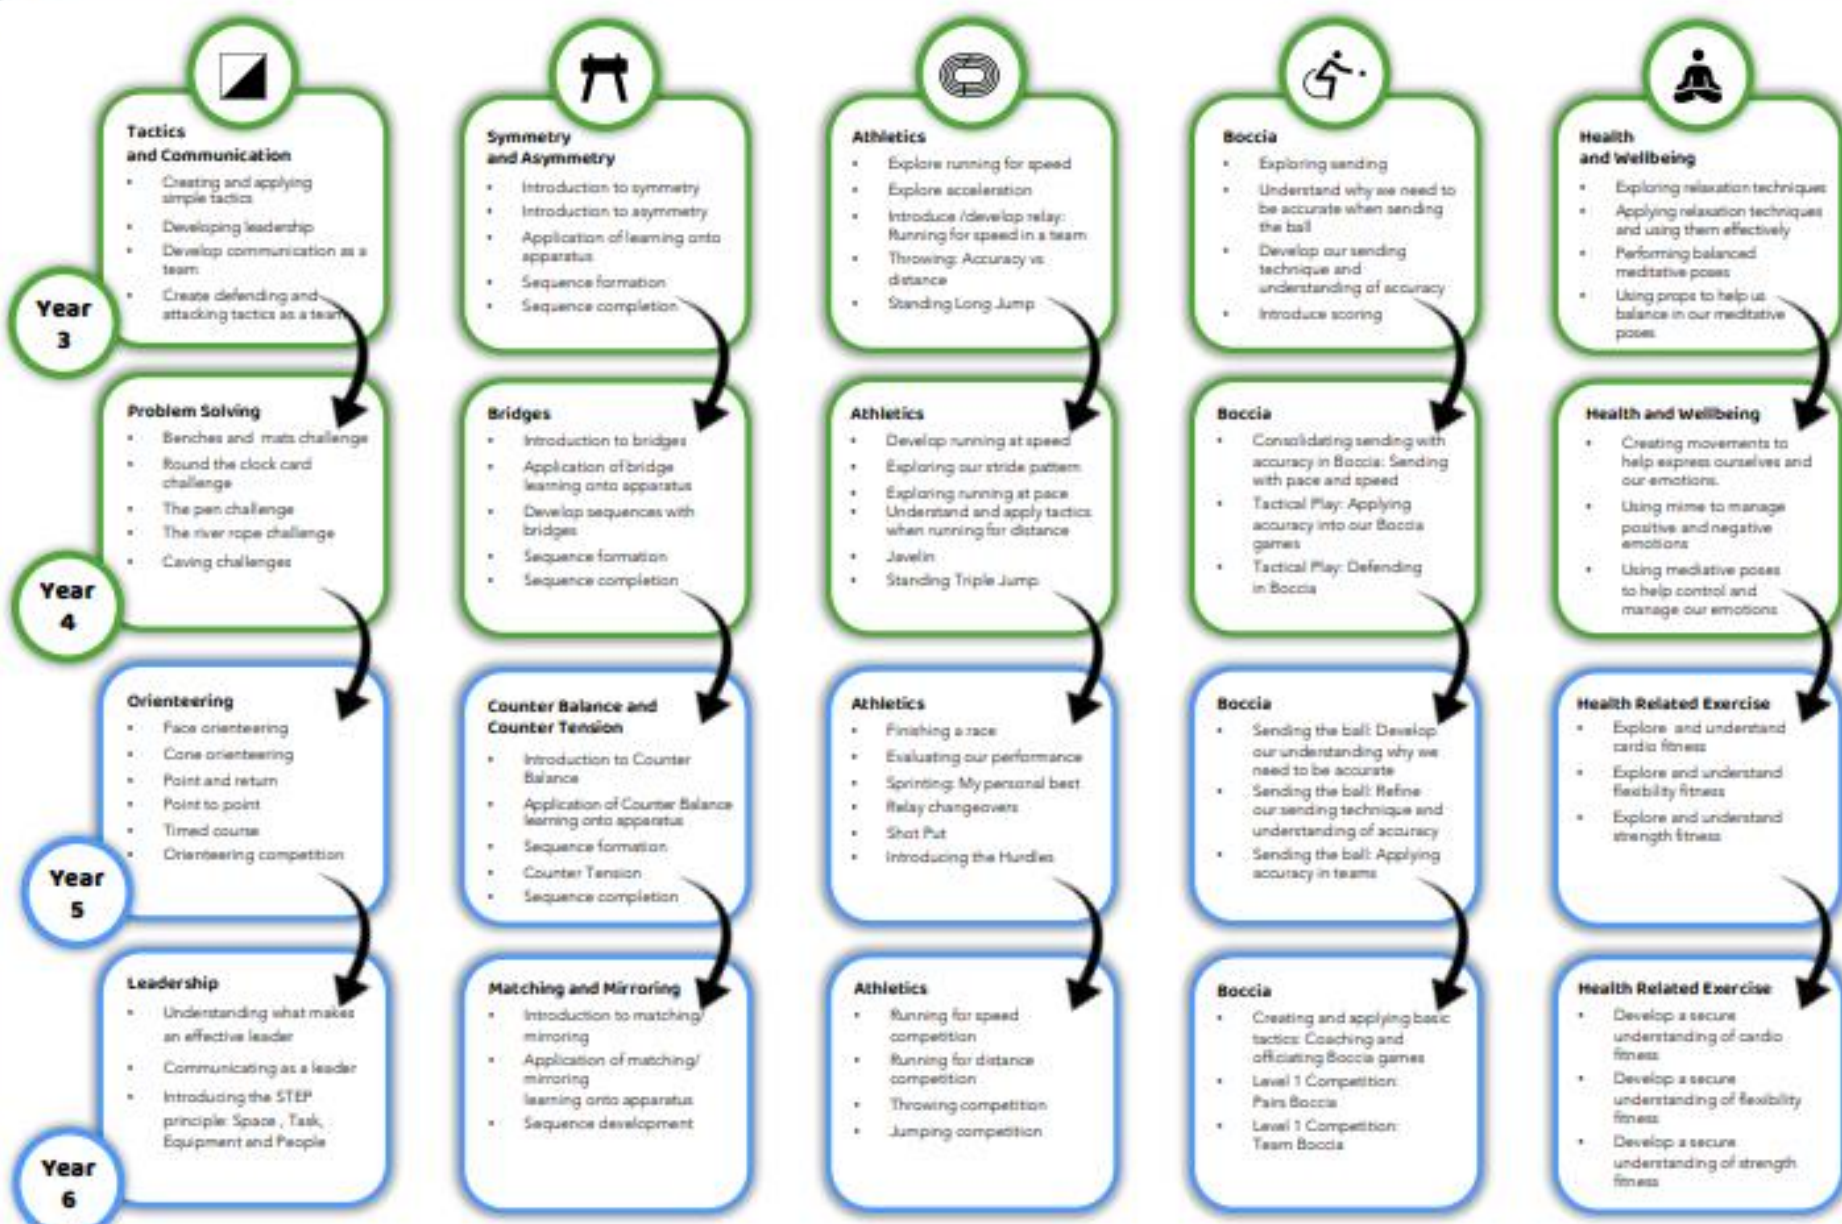 Year
3
Tactics
and Communication
Creating and applying
simple tactics
Developing leadership
Develop communication as a
team
Create defending and
attacking tactics as a team
Symmetry
and Asymmetry
Introduction to symmetry
Introduction to asymmetry
Application of learning onto
apparatus
Sequence formation
Sequence completion
Athletics
Explore running for speed
Explore acceleration
Introduce /develop relay:
Running for speed in a team
Throwing: Accuracy vs
distance
Standing Long Jump
Boccia
Exploring sending
Understand why we need to
be accurate when sending
the ball
Develop our sending
technique and
understanding of accuracy
Introduce scoring
Health
and Wellbeing
Exploring relaxation techniques
Applying relaxation techniques
and using them effectively
Performing balanced
meditative poses
Using props to help us
balance in our meditative
poses
Year
4
Problem Solving
Benches and mats challenge
Round the clock card
challenge
The pen challenge
The river rope challenge
Caving challenges
Bridges
Introduction to bridges
Application of bridge
learning onto apparatus
Develop sequences with
bridges
Sequence formation
Sequence completion
Athletics
Develop running at speed
Exploring our stride pattern
Exploring running at pace
Understand and apply tactics
when running for distance
Javelin
Standing Triple Jump
Boccia
Consolidating sending with
accuracy in Boccia: Sending
with pace and speed
Tactical Play: Applying
accuracy into our Boccia
games
Tactical Play: Defending
in Boccia
Health and Wellbeing
Creating movements to
help express ourselves and
our emotions.
Using mime to manage
positive and negative
emotions
Using mediative poses
to help control and
manage our emotions
Year
5
Orienteering
Face orienteering
Cone orienteering
Point and return
Point to point
Timed course
Orienteering competition
Counter Balance and
Counter Tension
Introduction to Counter
Balance
Application of Counter Balance
learning onto apparatus
Sequence formation
Counter Tension
Sequence completion
Athletics
Finishing a race
Evaluating our performance
Sprinting: My personal best
Relay changeovers
Shot Put
Introducing the Hurdles
Boccia
Sending the ball: Develop
our understanding why we
need to be accurate
Sending the ball: Refine
our sending technique and
understanding of accuracy
Sending the ball: Applying
accuracy in teams
Health Related Exercise
Explore and understand
cardio fitness
Explore and understand
flexibility fitness
Explore and understand
strength fitness
Year
6
Leadership
Understanding what makes
an effective leader
Communicating as a leader
Introducing the STEP
principle: Space , Task,
Equipment and People
Matching and Mirroring
Introduction to matching/
mirroring
Application of matching/
mirroring
learning onto apparatus
Sequence development
Athletics
Running for speed
competition
Running for distance
competition
Throwing competition
Jumping competition
Boccia
Creating and applying basic
tactics: Coaching and
officiating Boccia games
Level 1 Competition:
Pairs Boccia
Level 1 Competition:
Team Boccia
Health Related Exercise
Develop a secure
understanding of cardio
fitness
Develop a secure
understanding of flexibility
fitness
Develop a secure
understanding of strength
fitness